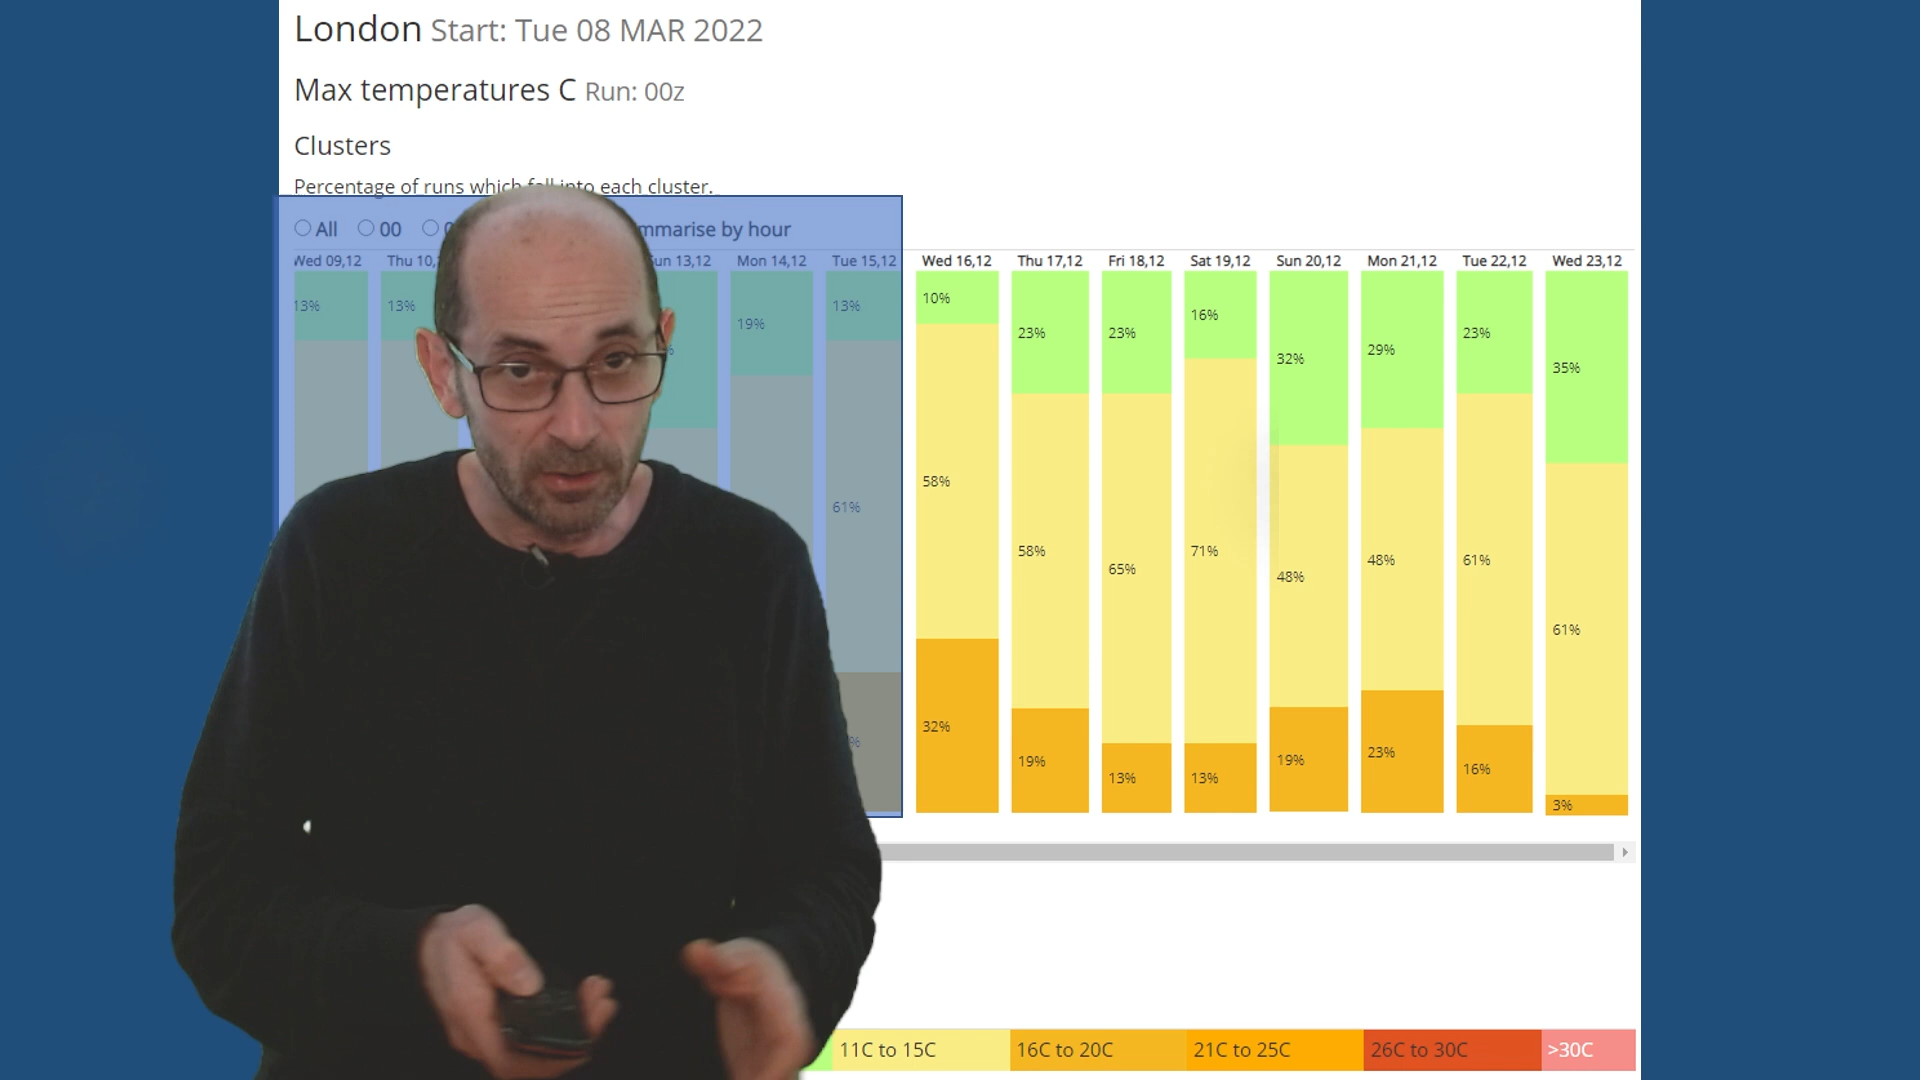 London Start: Tue 08 MAR 2022
Max temperatures C Run: 00z
Clusters
Percentage of runs which fall into each cluster.
All 00 by hour
Wed 09,12 Thu 10, Sun 13,12 Mon 14,12 Tue 15,12 Wed 16,12 Thu 17,12 Fri 18,12 Sat 19,12 Sun 20,12 Mon 21,12 Tue 22,12 Wed 23,12
13% 13% 19% 13% 10% 23% 23% 16% 32% 29% 23% 35%
61% 58% 58% 65% 71% 48% 48% 61% 61%
32% 19% 13% 13% 19% 23% 16% 3%
11C to 15C 16C to 20C 21C to 25C 26C to 30C >30C